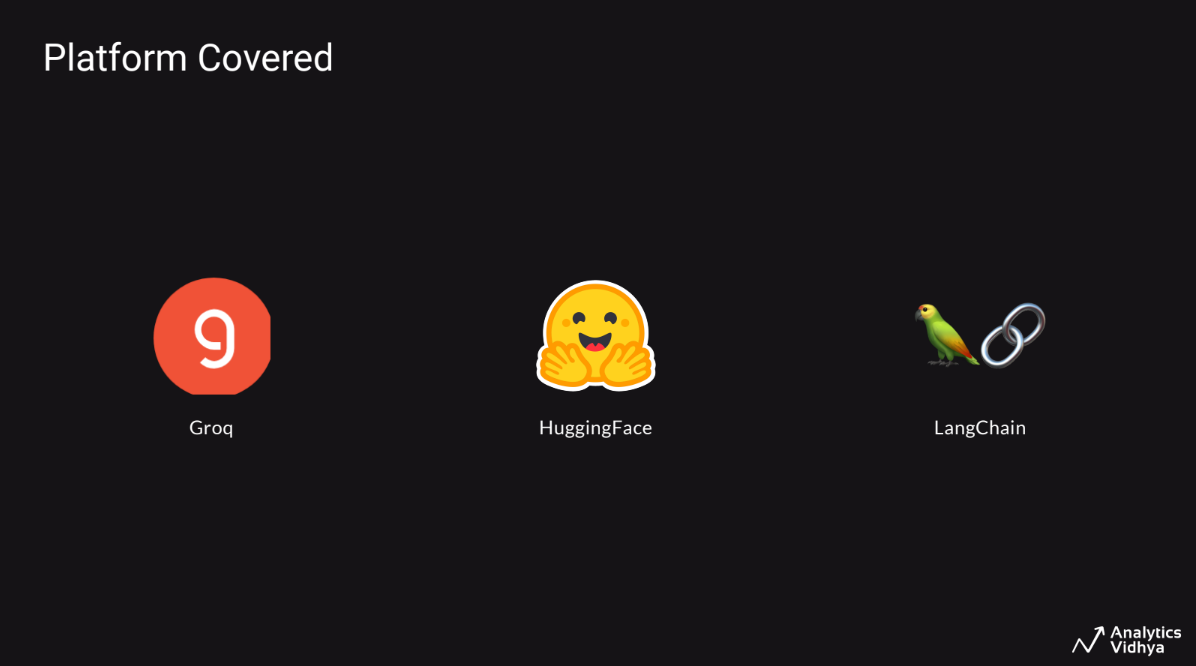 Platform Covered
g
Groq
HuggingFace
LangChain
Analytics
Vidhya